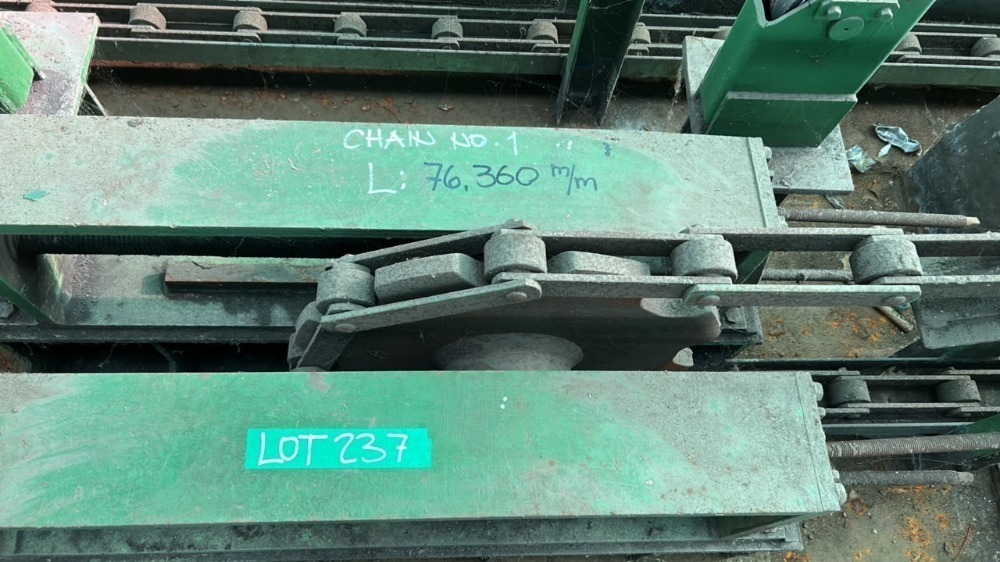 CHAIN NO. 1
L: 76,360 m/m
LOT 237